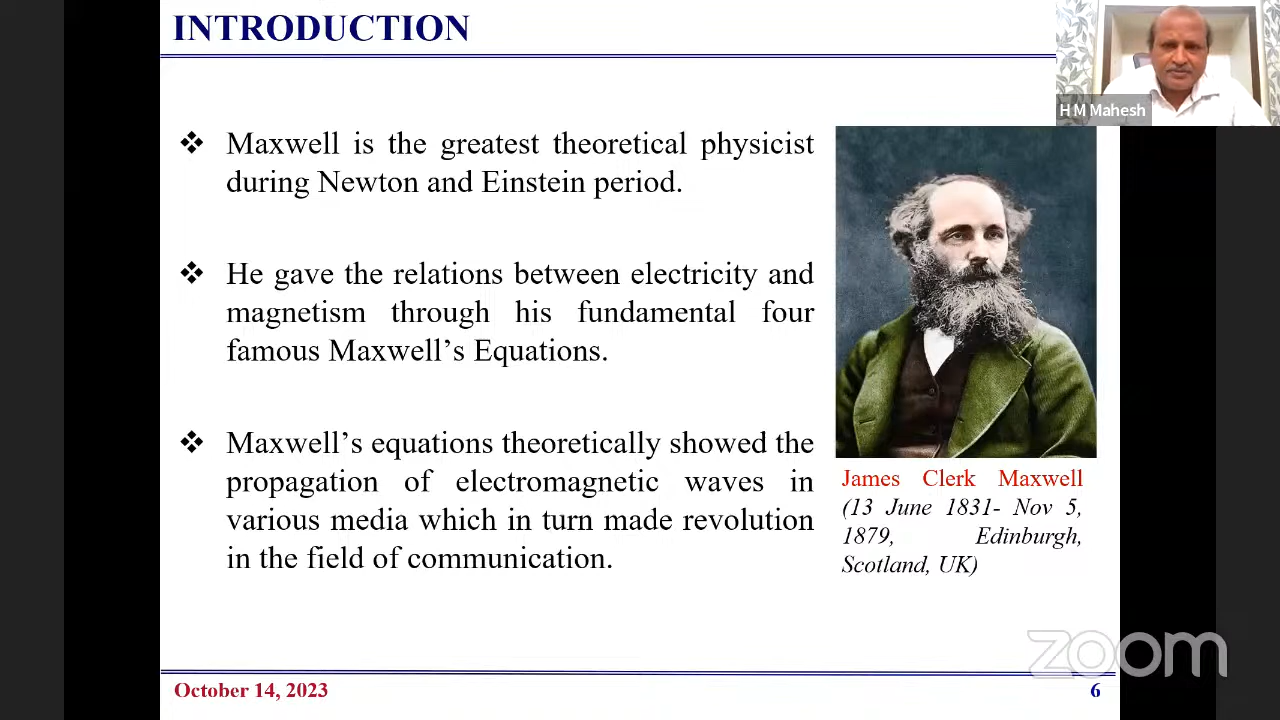 INTRODUCTION
H M Mahesh
❖ Maxwell is the greatest theoretical physicist
during Newton and Einstein period.
❖ He gave the relations between electricity and
magnetism through his fundamental four
famous Maxwell’s Equations.
❖ Maxwell’s equations theoretically showed the
propagation of electromagnetic waves in
various media which in turn made revolution
in the field of communication.
James Clerk Maxwell
(13 June 1831- Nov 5,
1879, Edinburgh,
Scotland, UK)
zoom
October 14, 2023
6